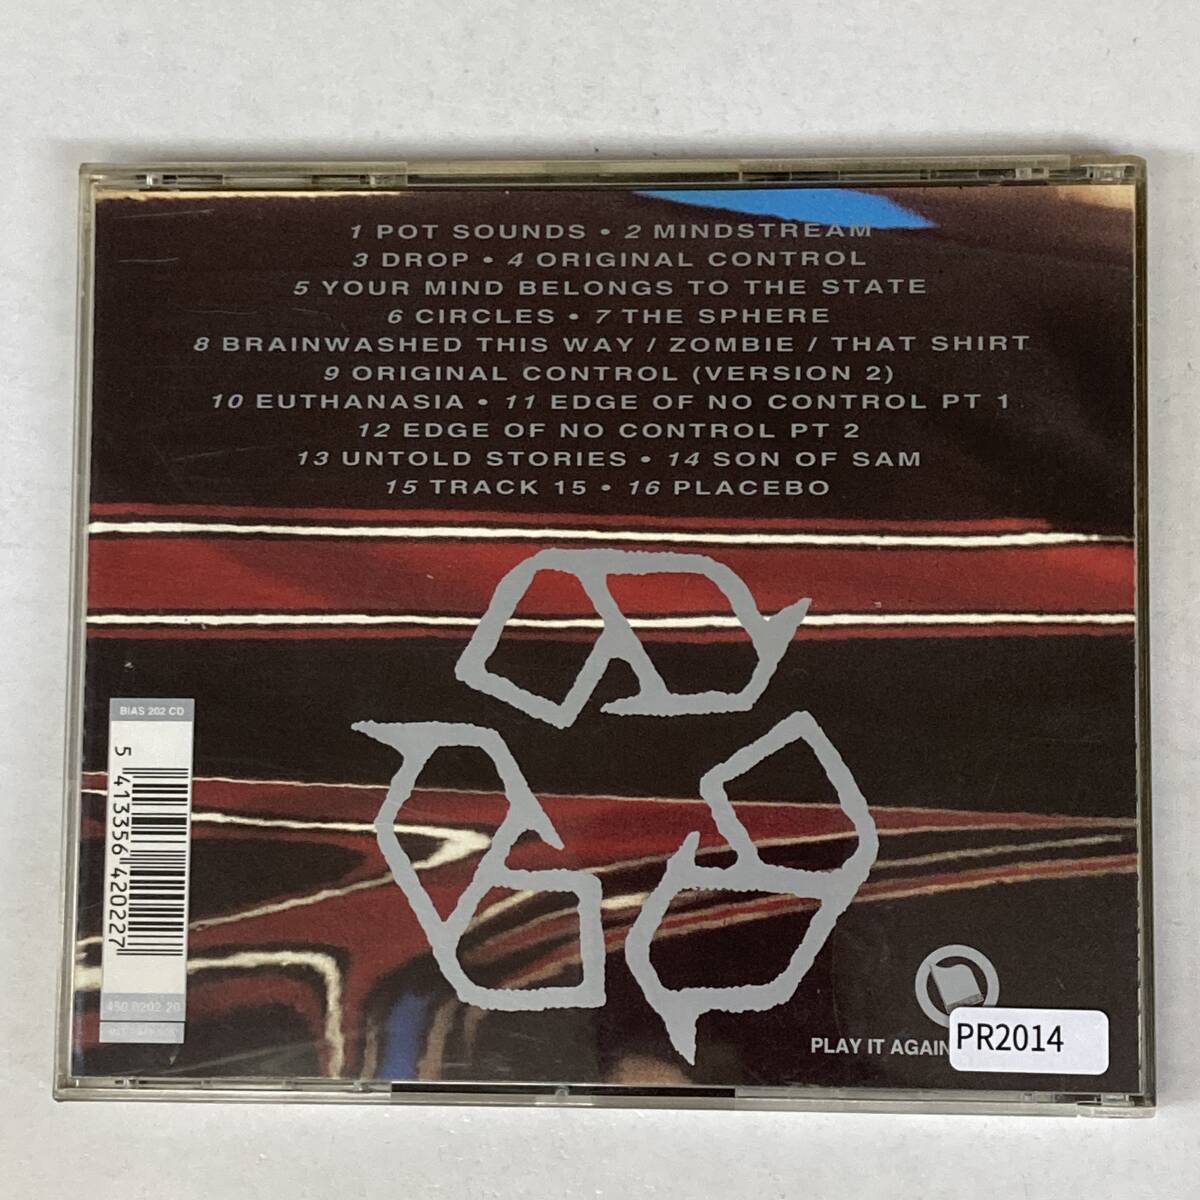 1 POT SOUNDS • 2 MINDSTREAM
3 DROP • 4 ORIGINAL CONTROL
5 YOUR MIND BELONGS TO THE STATE
6 CIRCLES • 7 THE SPHERE
8 BRAINWASHED THIS WAY / ZOMBIE / THAT SHIRT
9 ORIGINAL CONTROL (VERSION 2)
10 EUTHANASIA • 11 EDGE OF NO CONTROL PT 1
12 EDGE OF NO CONTROL PT 2
13 UNTOLD STORIES • 14 SON OF SAM
15 TRACK 15 • 16 PLACEBO
BIAS 202 CD
5 413356 420227
450 0202 20
PLAY IT AGAIN
PR2014